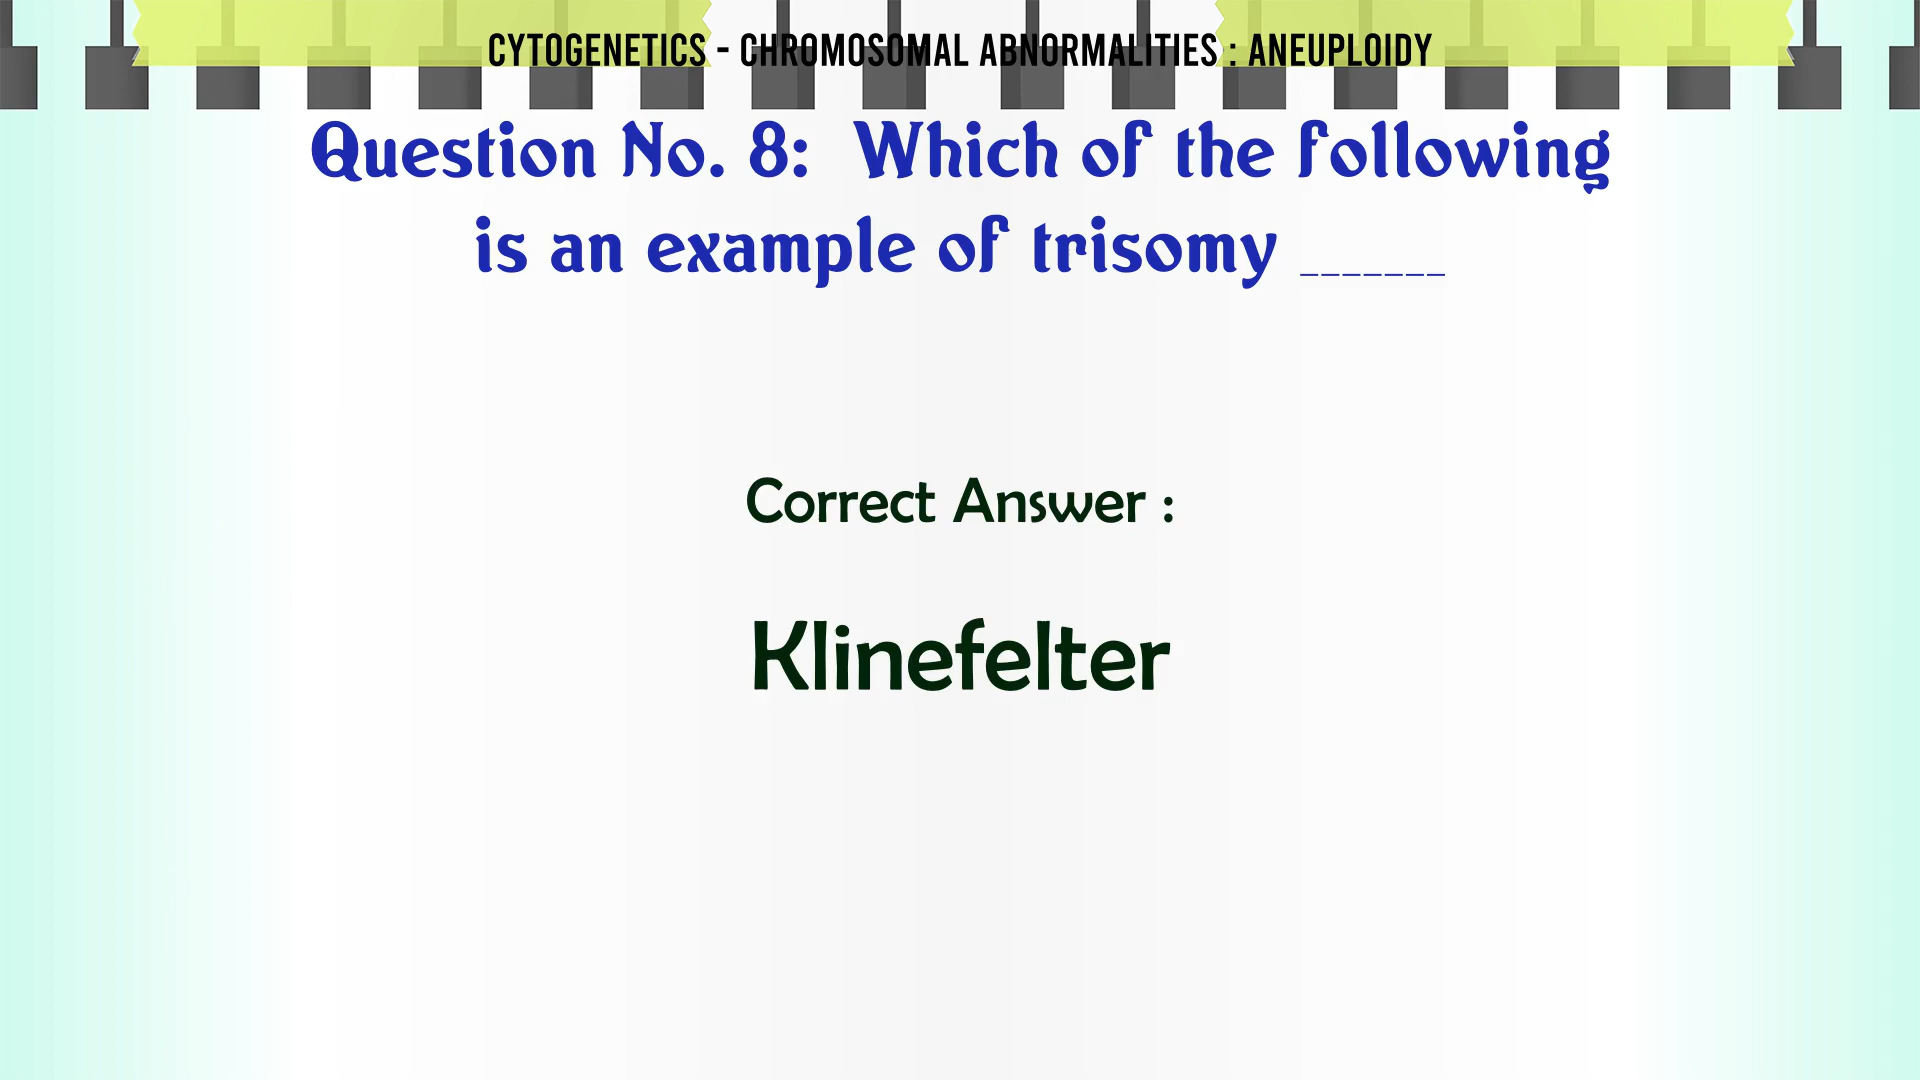 CYTOGENETICS - CHROMOSOMAL ABNORMALITIES : ANEUPLOIDY
Question No. 8: Which of the following
is an example of trisomy _______
Correct Answer :
Klinefelter